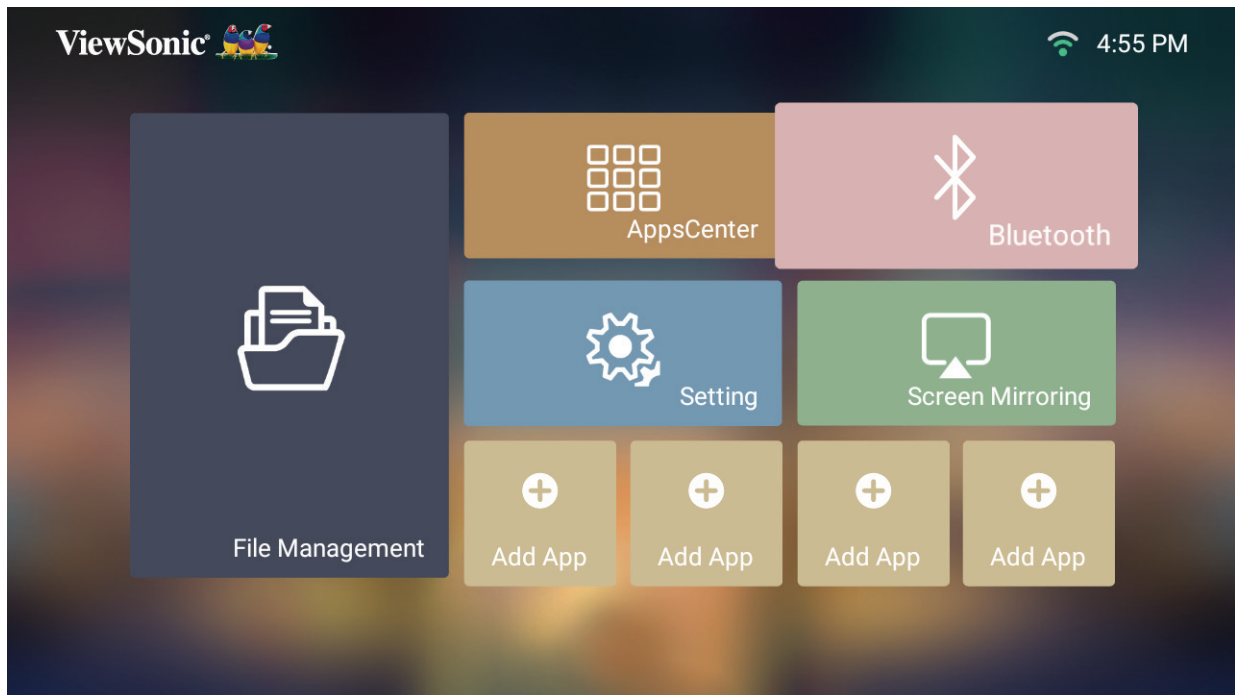 ViewSonic®
4:55 PM
AppsCenter
Bluetooth
Setting
Screen Mirroring
File Management
Add App
Add App
Add App
Add App